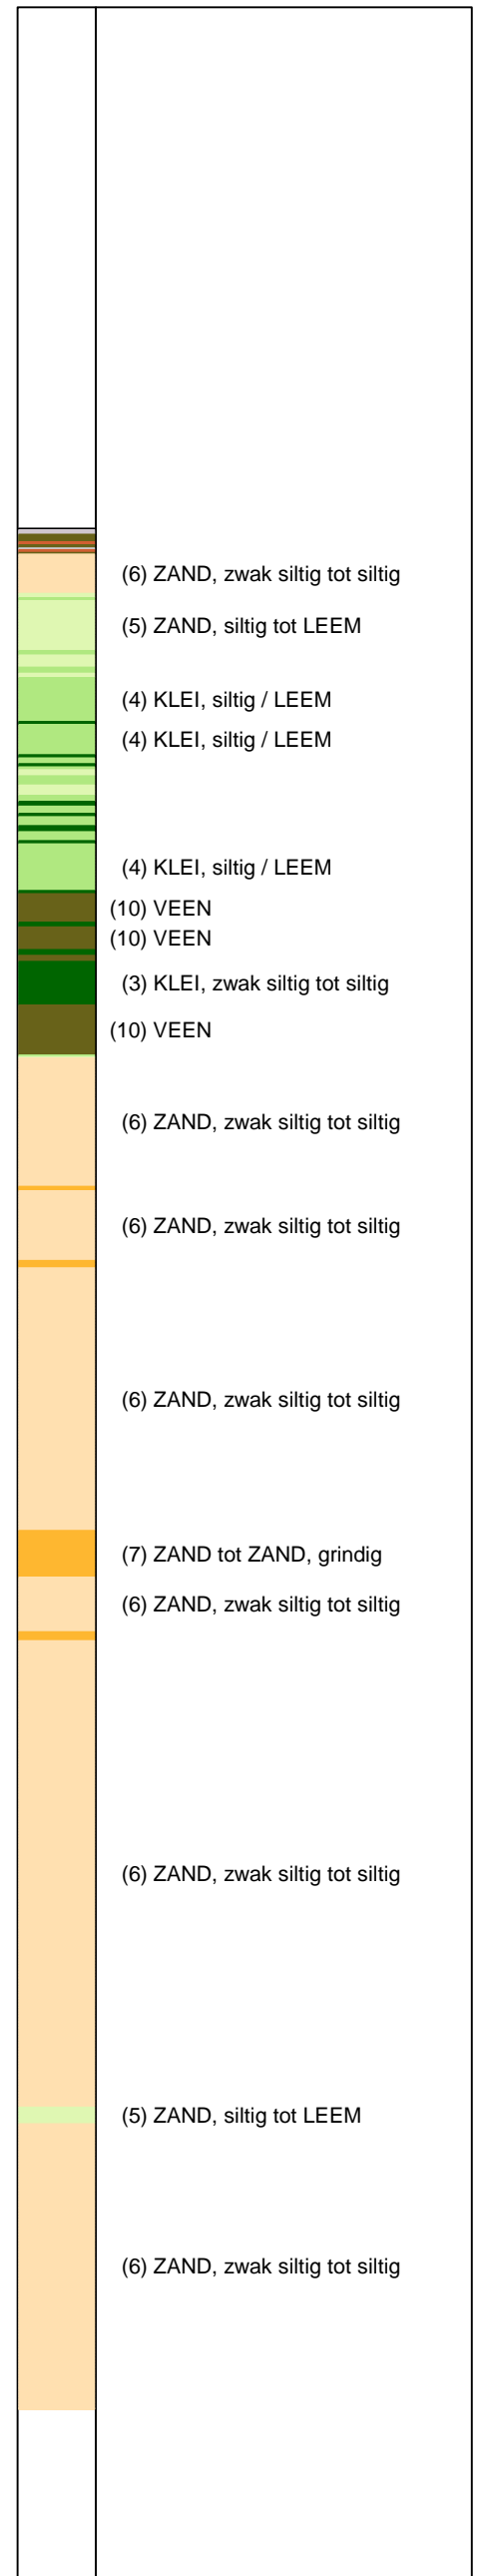 (6) ZAND, zwak siltig tot siltig
(5) ZAND, siltig tot LEEM
(4) KLEI, siltig / LEEM
(4) KLEI, siltig / LEEM
(4) KLEI, siltig / LEEM
(10) VEEN
(10) VEEN
(3) KLEI, zwak siltig tot siltig
(10) VEEN
(6) ZAND, zwak siltig tot siltig
(6) ZAND, zwak siltig tot siltig
(6) ZAND, zwak siltig tot siltig
(7) ZAND tot ZAND, grindig
(6) ZAND, zwak siltig tot siltig
(6) ZAND, zwak siltig tot siltig
(5) ZAND, siltig tot LEEM
(6) ZAND, zwak siltig tot siltig